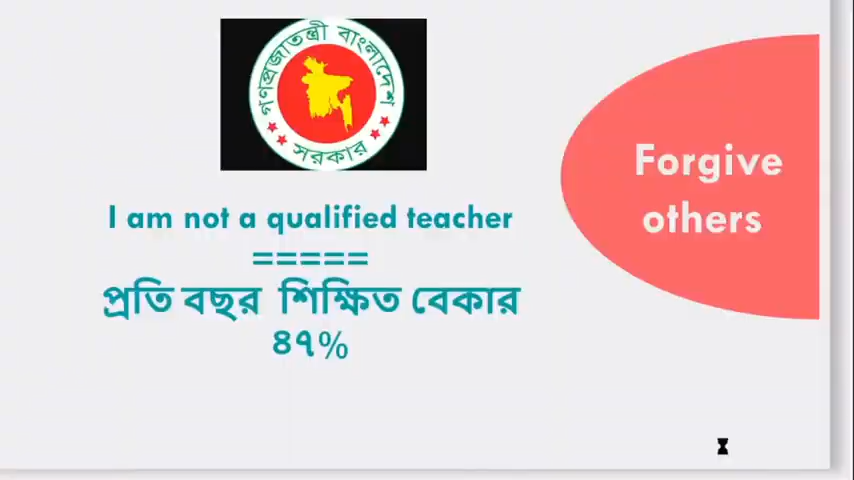 গণপ্রজাতন্ত্রী বাংলাদেশ
সরকার
I am not a qualified teacher
=====
প্রতি বছর শিক্ষিত বেকার
৪৭%
Forgive
others